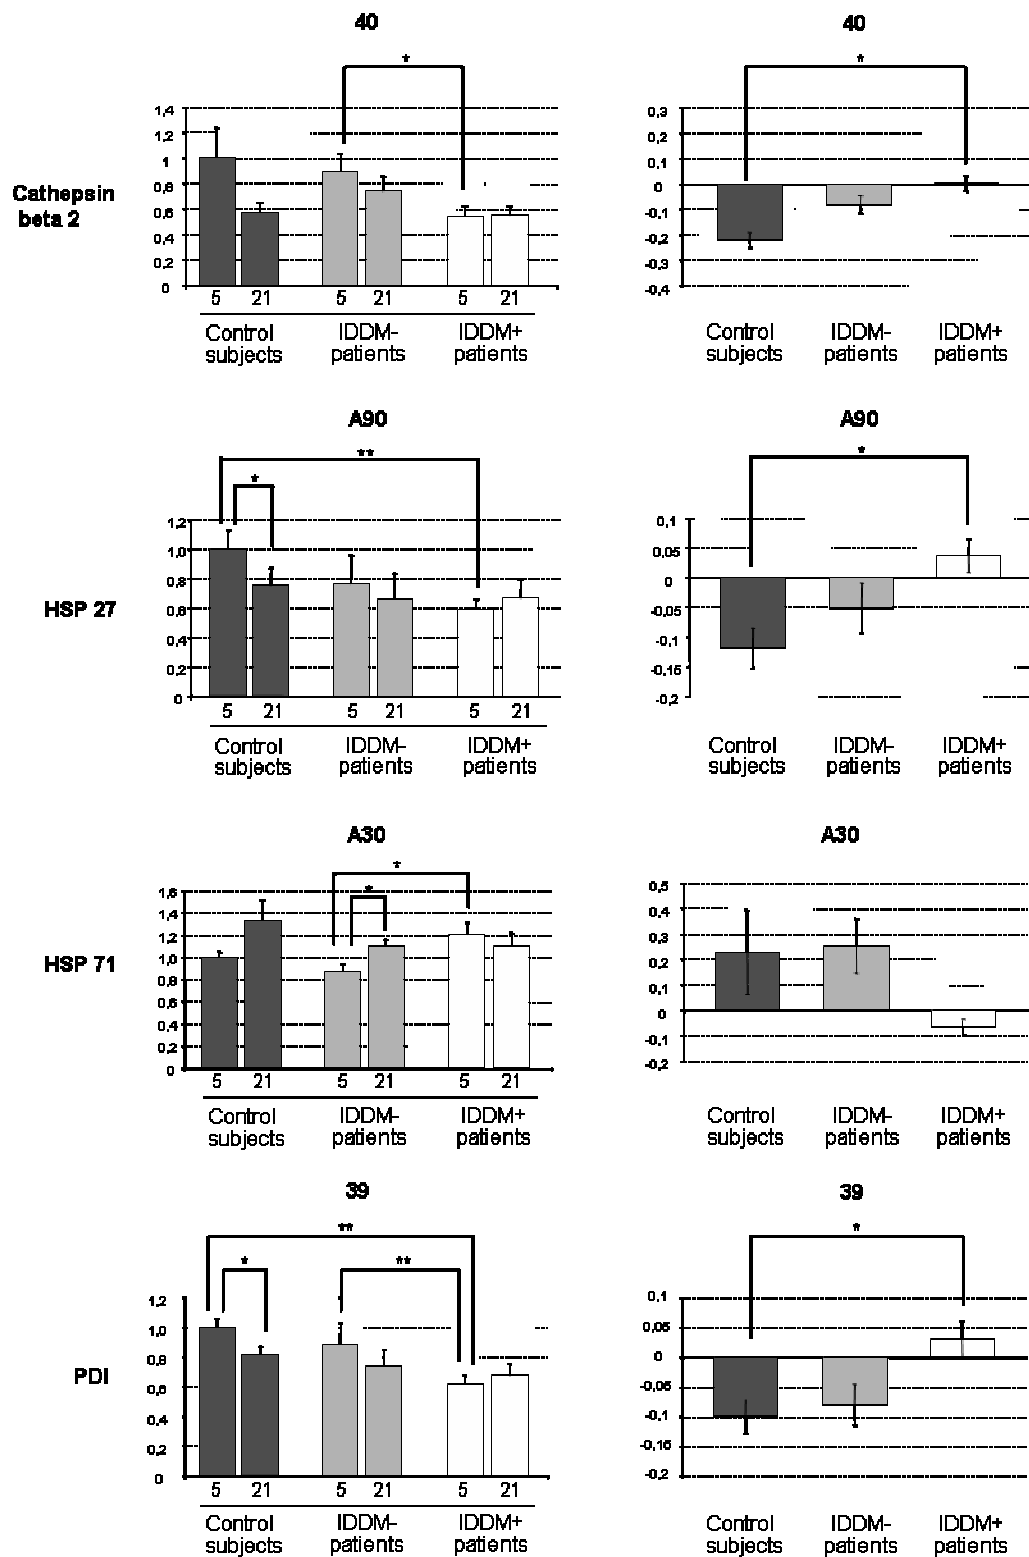 40
40
*
*
Cathepsin
beta 2
1,4
1,2
1
0,8
0,6
0,4
0,2
0
0,3
0,2
0,1
0
-0,1
-0,2
-0,3
-0,4
5 21 5 21 5 21
Control
subjects
IDDM-
patients
IDDM+
patients
Control
subjects
IDDM-
patients
IDDM+
patients
A90
A90
**
*
*
HSP 27
1,2
1,0
0,8
0,6
0,4
0,2
0
0,1
0,05
0
-0,05
-0,1
-0,15
-0,2
5 21 5 21 5 21
Control
subjects
IDDM-
patients
IDDM+
patients
Control
subjects
IDDM-
patients
IDDM+
patients
A30
A30
*
*
HSP 71
1,6
1,4
1,2
1,0
0,8
0,6
0,4
0,2
0
0,5
0,4
0,3
0,2
0,1
0
-0,1
-0,2
5 21 5 21 5 21
Control
subjects
IDDM-
patients
IDDM+
patients
Control
subjects
IDDM-
patients
IDDM+
patients
39
39
**
*
**
*
PDI
1,2
1,0
0,8
0,6
0,4
0,2
0
0,1
0,05
0
-0,05
-0,1
-0,15
-0,2
5 21 5 21 5 21
Control
subjects
IDDM-
patients
IDDM+
patients
Control
subjects
IDDM-
patients
IDDM+
patients